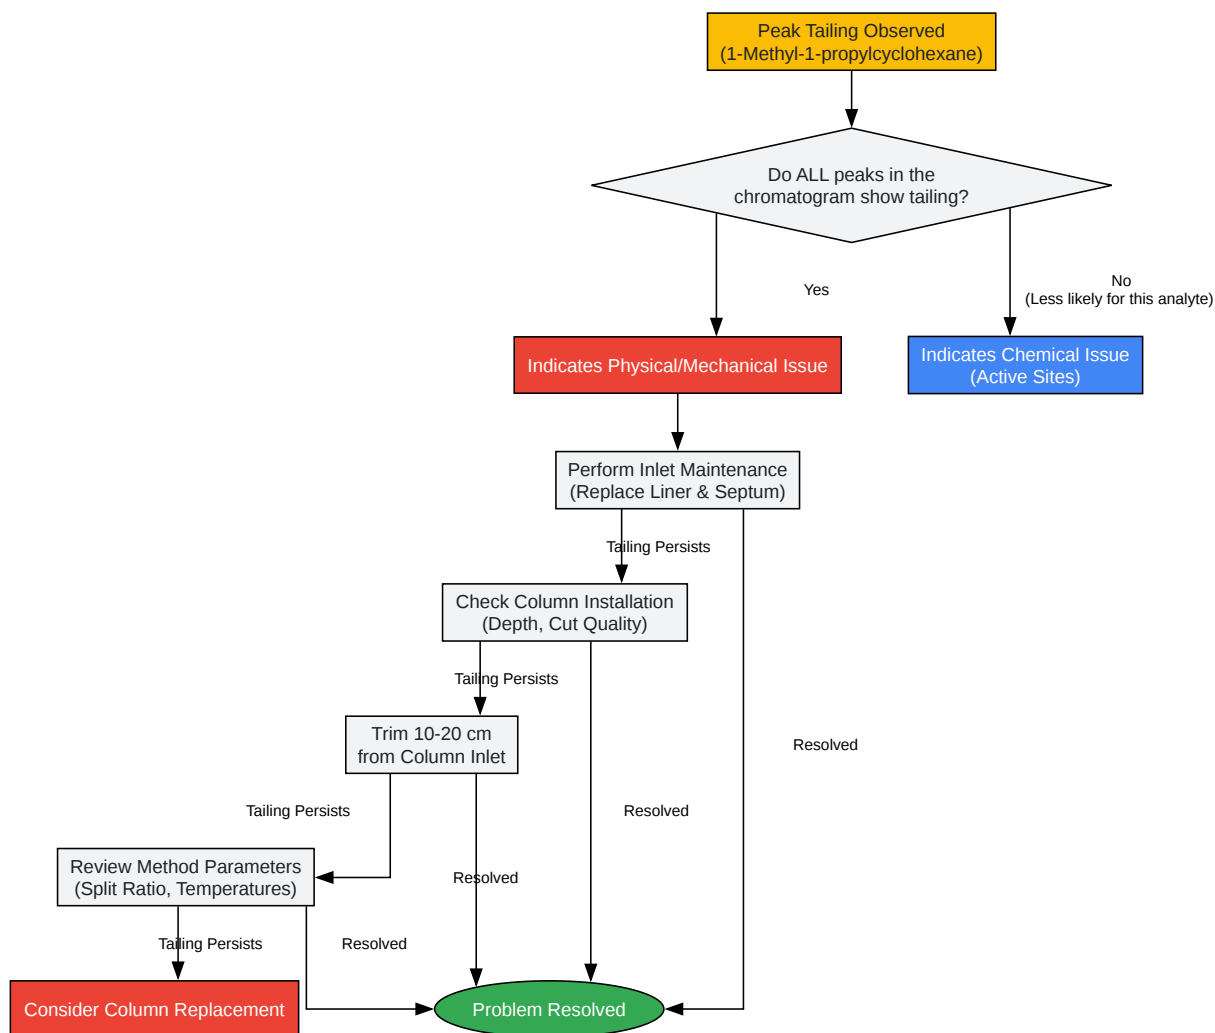 Peak Tailing Observed
(1-Methyl-1-propylcyclohexane)
Do ALL peaks in the
chromatogram show tailing?
Yes
No
(Less likely for this analyte)
Indicates Physical/Mechanical Issue
Indicates Chemical Issue
(Active Sites)
Perform Inlet Maintenance
(Replace Liner & Septum)
Tailing Persists
Check Column Installation
(Depth, Cut Quality)
Tailing Persists
Trim 10-20 cm
from Column Inlet
Resolved
Tailing Persists
Resolved
Review Method Parameters
(Split Ratio, Temperatures)
Resolved
Tailing Persists
Resolved
Consider Column Replacement
Problem Resolved